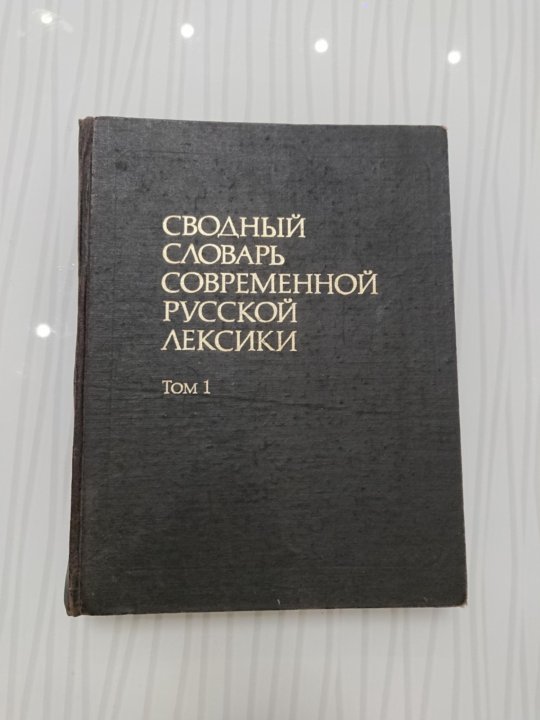 СВОДНЫЙ
СЛОВАРЬ
СОВРЕМЕННОЙ
РУССКОЙ
ЛЕКСИКИ
Том 1